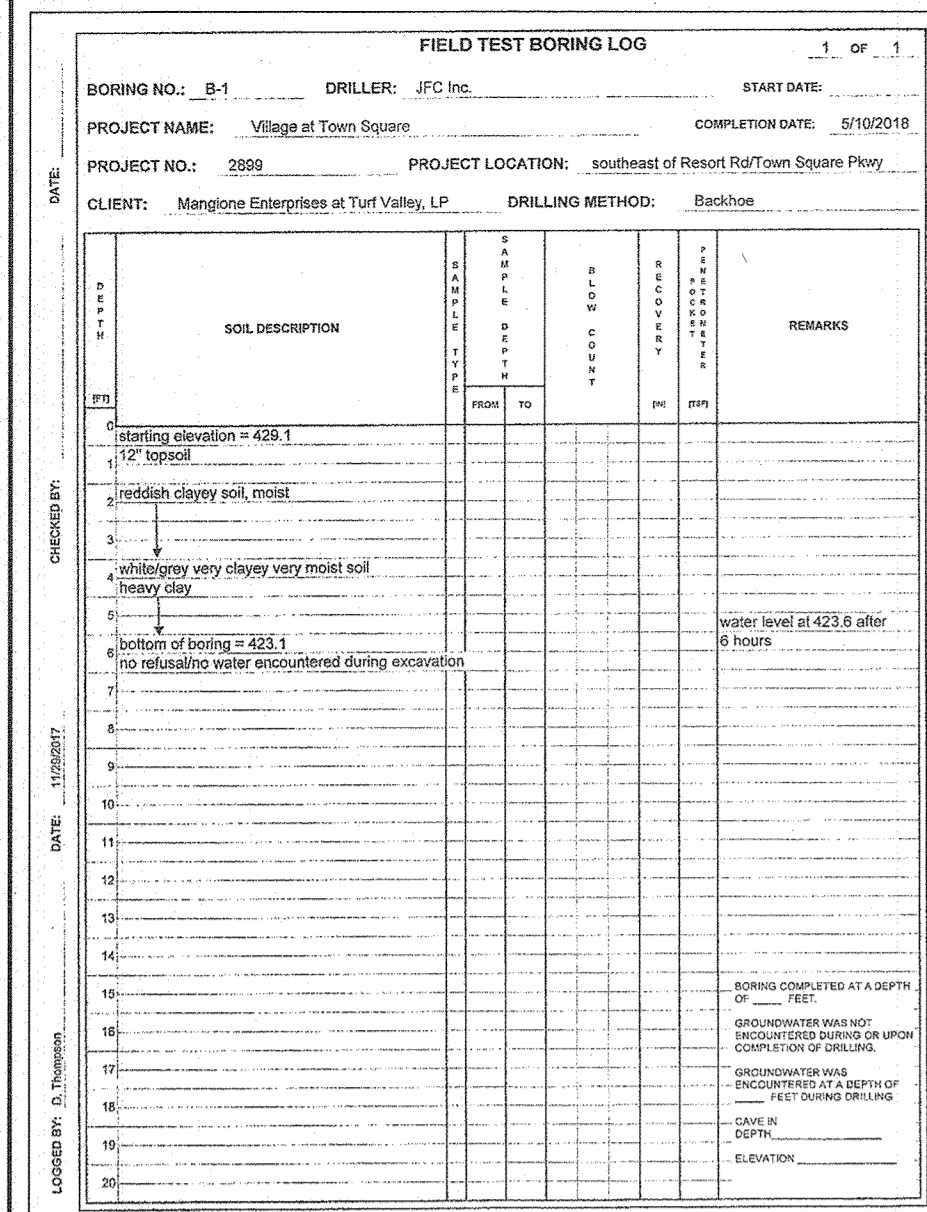 FIELD TEST BORING LOG
1 OF 1
BORING NO.: B-1 DRILLER: JFC Inc. START DATE:
PROJECT NAME: Village at Town Square COMPLETION DATE: 5/10/2018
PROJECT NO.: 2899 PROJECT LOCATION: southeast of Resort Rd/Town Square Pkwy
CLIENT: Mangione Enterprises at Turf Valley, LP DRILLING METHOD: Backhoe
DEPTH [FT]
SOIL DESCRIPTION
SAMPLE TYPE
SAMPLE DEPTH
FROM TO
BLOW COUNT
RECOVERY [IN]
POCKET PENETROMETER [TSF]
REMARKS
0
starting elevation = 429.1
12" topsoil
1
reddish clayey soil, moist
2
3
white/grey very clayey very moist soil
4
heavy clay
5
water level at 423.6 after
6 hours
bottom of boring = 423.1
6
no refusal/no water encountered during excavation
7
8
9
10
11
12
13
14
15
BORING COMPLETED AT A DEPTH
OF ____ FEET.
16
GROUNDWATER WAS NOT
ENCOUNTERED DURING OR UPON
COMPLETION OF DRILLING.
17
GROUNDWATER WAS
ENCOUNTERED AT A DEPTH OF
____ FEET DURING DRILLING
18
CAVE IN
DEPTH
19
ELEVATION
20
LOGGED BY: D. Thompson DATE: 11/29/2017 CHECKED BY: DATE: